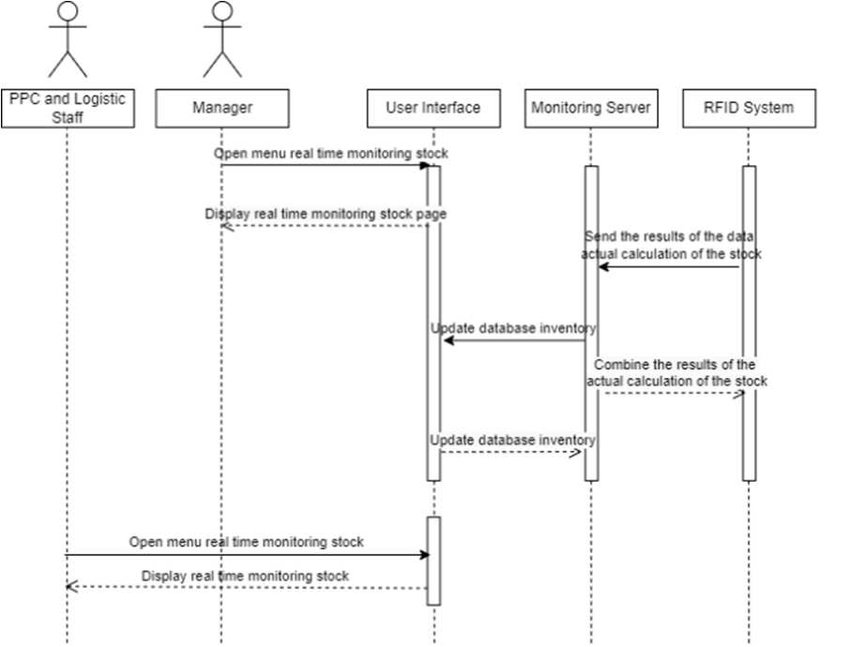 PPC and Logistic
Staff
Manager
User Interface
Monitoring Server
RFID System
Open menu real time monitoring stock
Display real time monitoring stock page
Send the results of the data
actual calculation of the stock
Update database inventory
Combine the results of the
actual calculation of the stock
Update database inventory
Open menu real time monitoring stock
Display real time monitoring stock